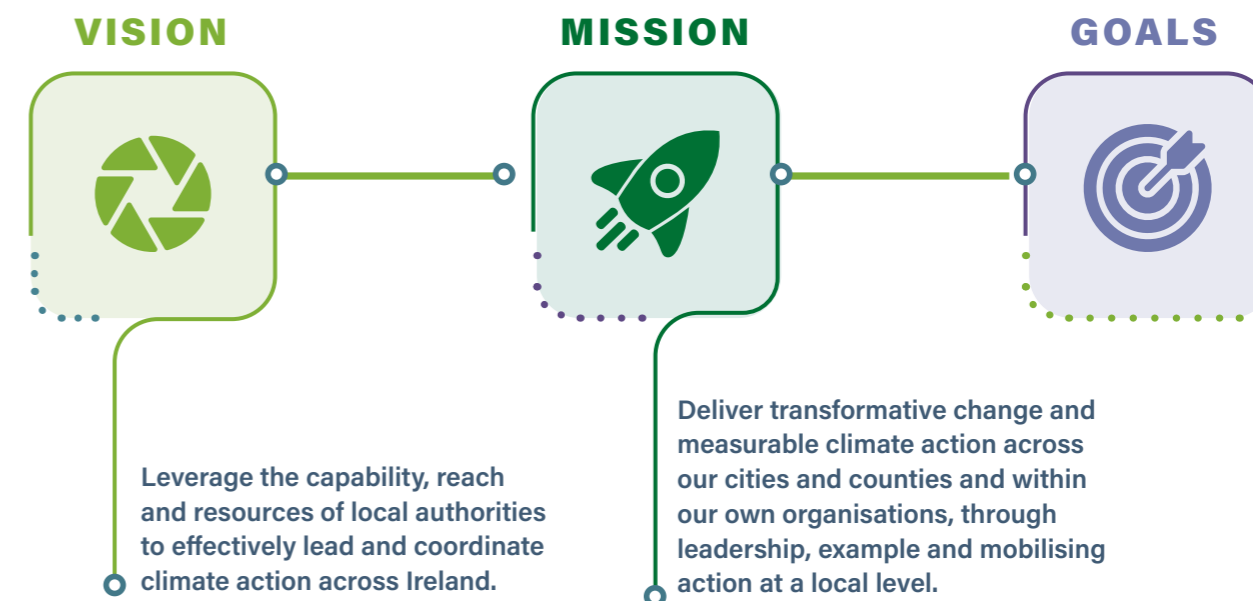 VISION
MISSION
GOALS
Leverage the capability, reach
and resources of local authorities
to effectively lead and coordinate
climate action across Ireland.
Deliver transformative change and
measurable climate action across
our cities and counties and within
our own organisations, through
leadership, example and mobilising
action at a local level.